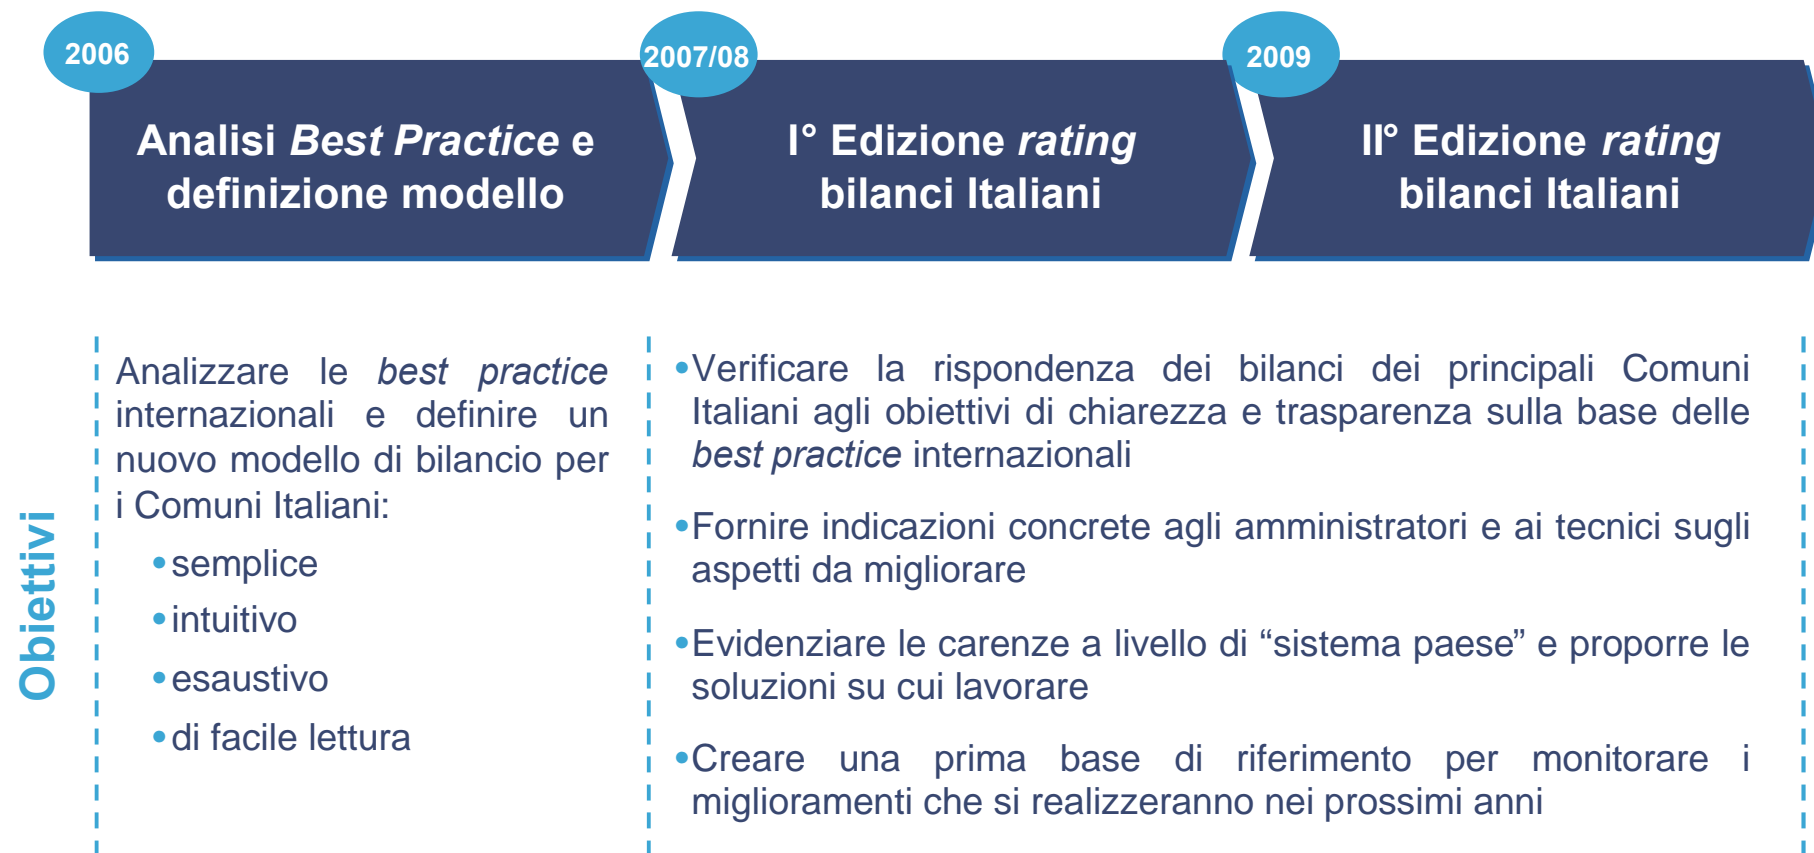 2006
2007/08
2009
Analisi Best Practice e
definizione modello
I° Edizione rating
bilanci Italiani
II° Edizione rating
bilanci Italiani
Obiettivi
Analizzare le best practice
internazionali e definire un
nuovo modello di bilancio per
i Comuni Italiani:
•semplice
•intuitivo
•esaustivo
•di facile lettura
•Verificare la rispondenza dei bilanci dei principali Comuni
Italiani agli obiettivi di chiarezza e trasparenza sulla base delle
best practice internazionali
•Fornire indicazioni concrete agli amministratori e ai tecnici sugli
aspetti da migliorare
•Evidenziare le carenze a livello di “sistema paese” e proporre le
soluzioni su cui lavorare
•Creare una prima base di riferimento per monitorare i
miglioramenti che si realizzeranno nei prossimi anni